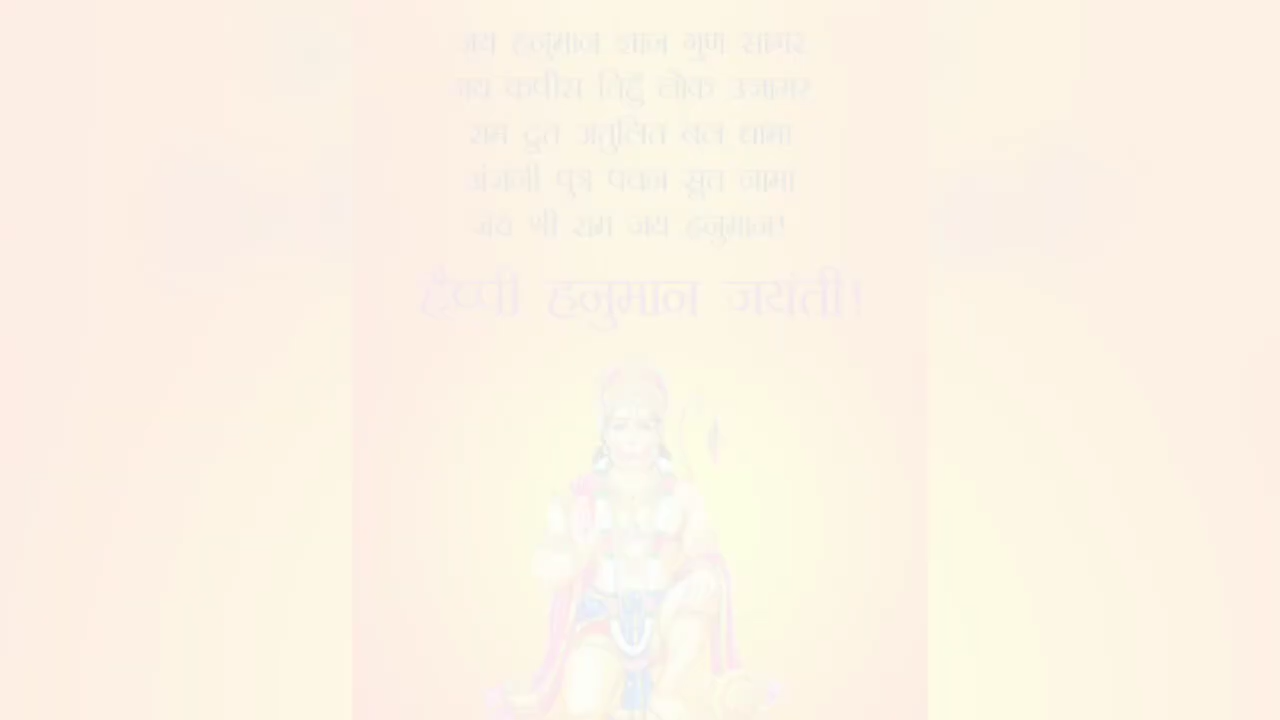 जय हनुमान ज्ञान गुण सागर
जय कपीस तिहुँ लोक उजागर
राम दुत अतुलित बल धामा
अंजनी पुत्र पवन सूत नामा
जय श्री राम जय हनुमान!
हैप्पी हनुमान जयंती!